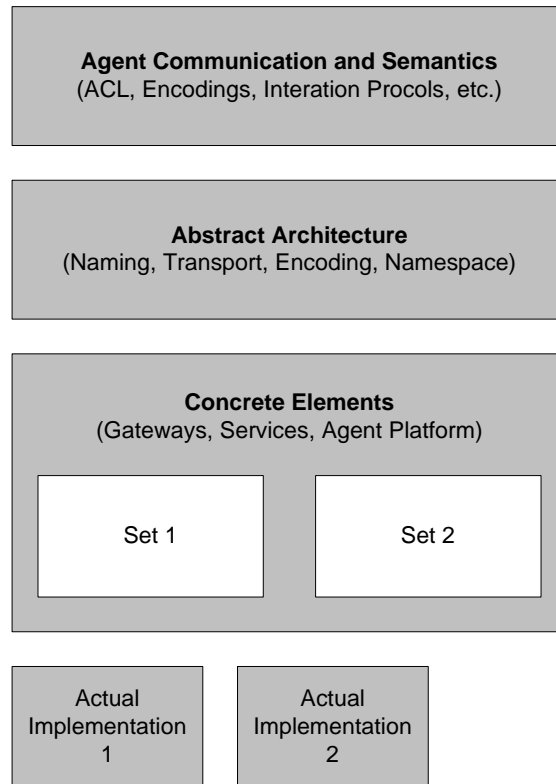 Agent Communication and Semantics
(ACL, Encodings, Interation Procols, etc.)
Abstract Architecture
(Naming, Transport, Encoding, Namespace)
Concrete Elements
(Gateways, Services, Agent Platform)
Set 1
Set 2
Actual
Implementation
1
Actual
Implementation
2